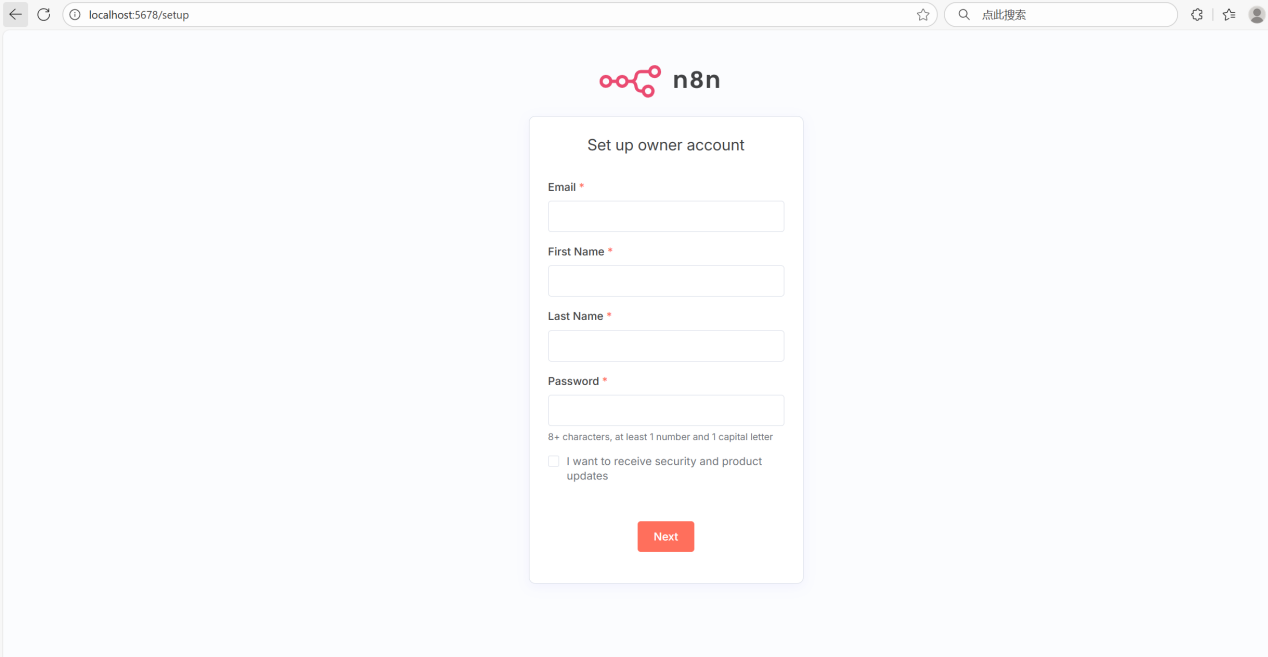 localhost:5678/setup
点此搜索
n8n
Set up owner account
Email *
First Name *
Last Name *
Password *
8+ characters, at least 1 number and 1 capital letter
I want to receive security and product
updates
Next